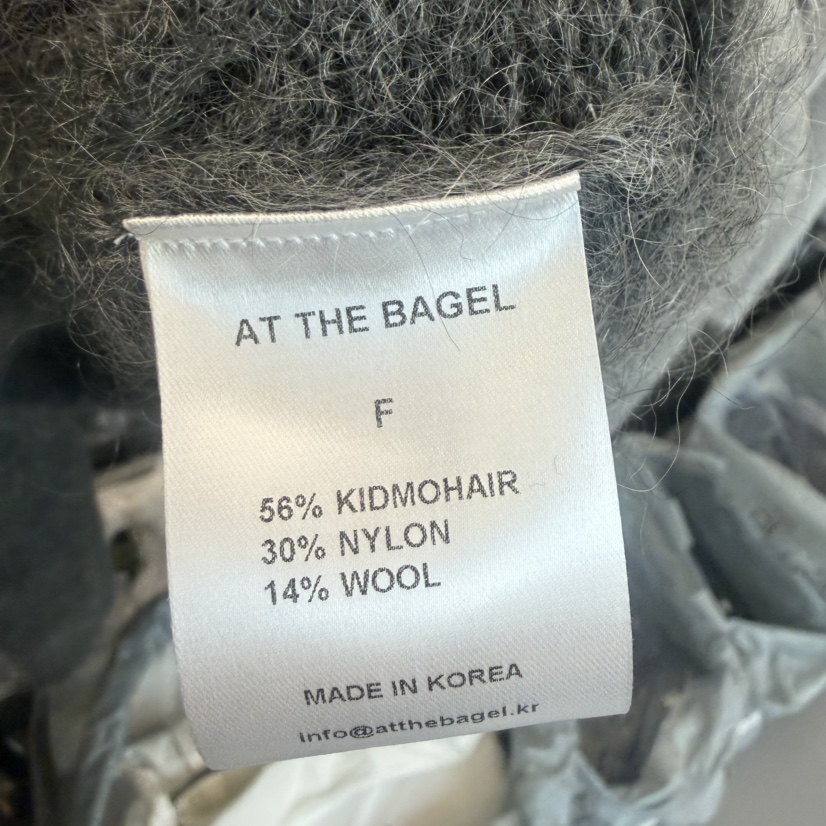 AT THE BAGEL
F
56% KIDMOHAIR
30% NYLON
14% WOOL
MADE IN KOREA
info@atthebagel.kr